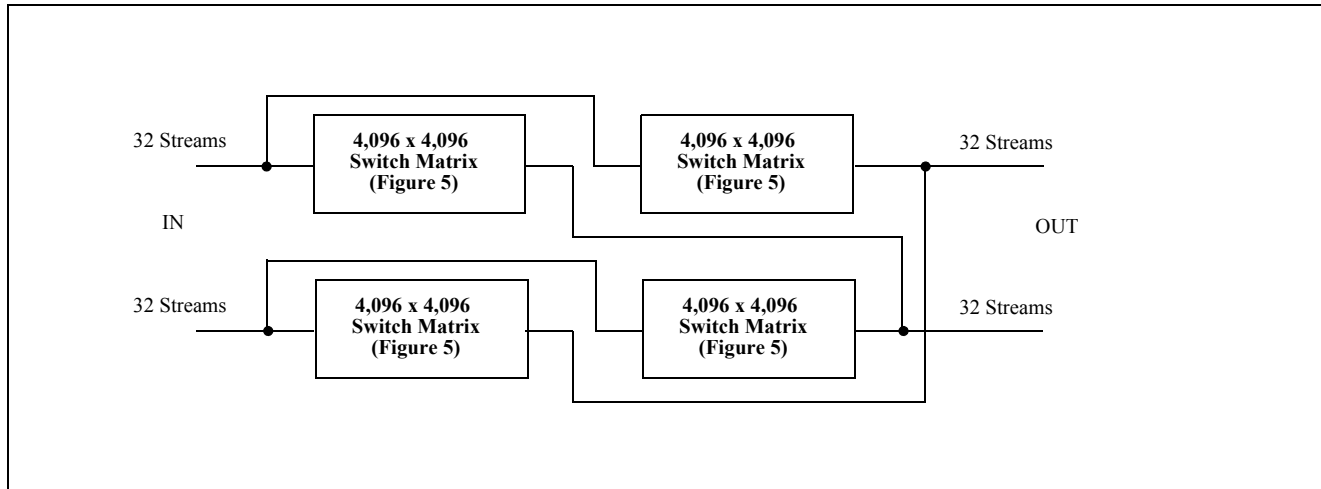 32 Streams
4,096 x 4,096
Switch Matrix
(Figure 5)
4,096 x 4,096
Switch Matrix
(Figure 5)
32 Streams
IN
OUT
32 Streams
4,096 x 4,096
Switch Matrix
(Figure 5)
4,096 x 4,096
Switch Matrix
(Figure 5)
32 Streams